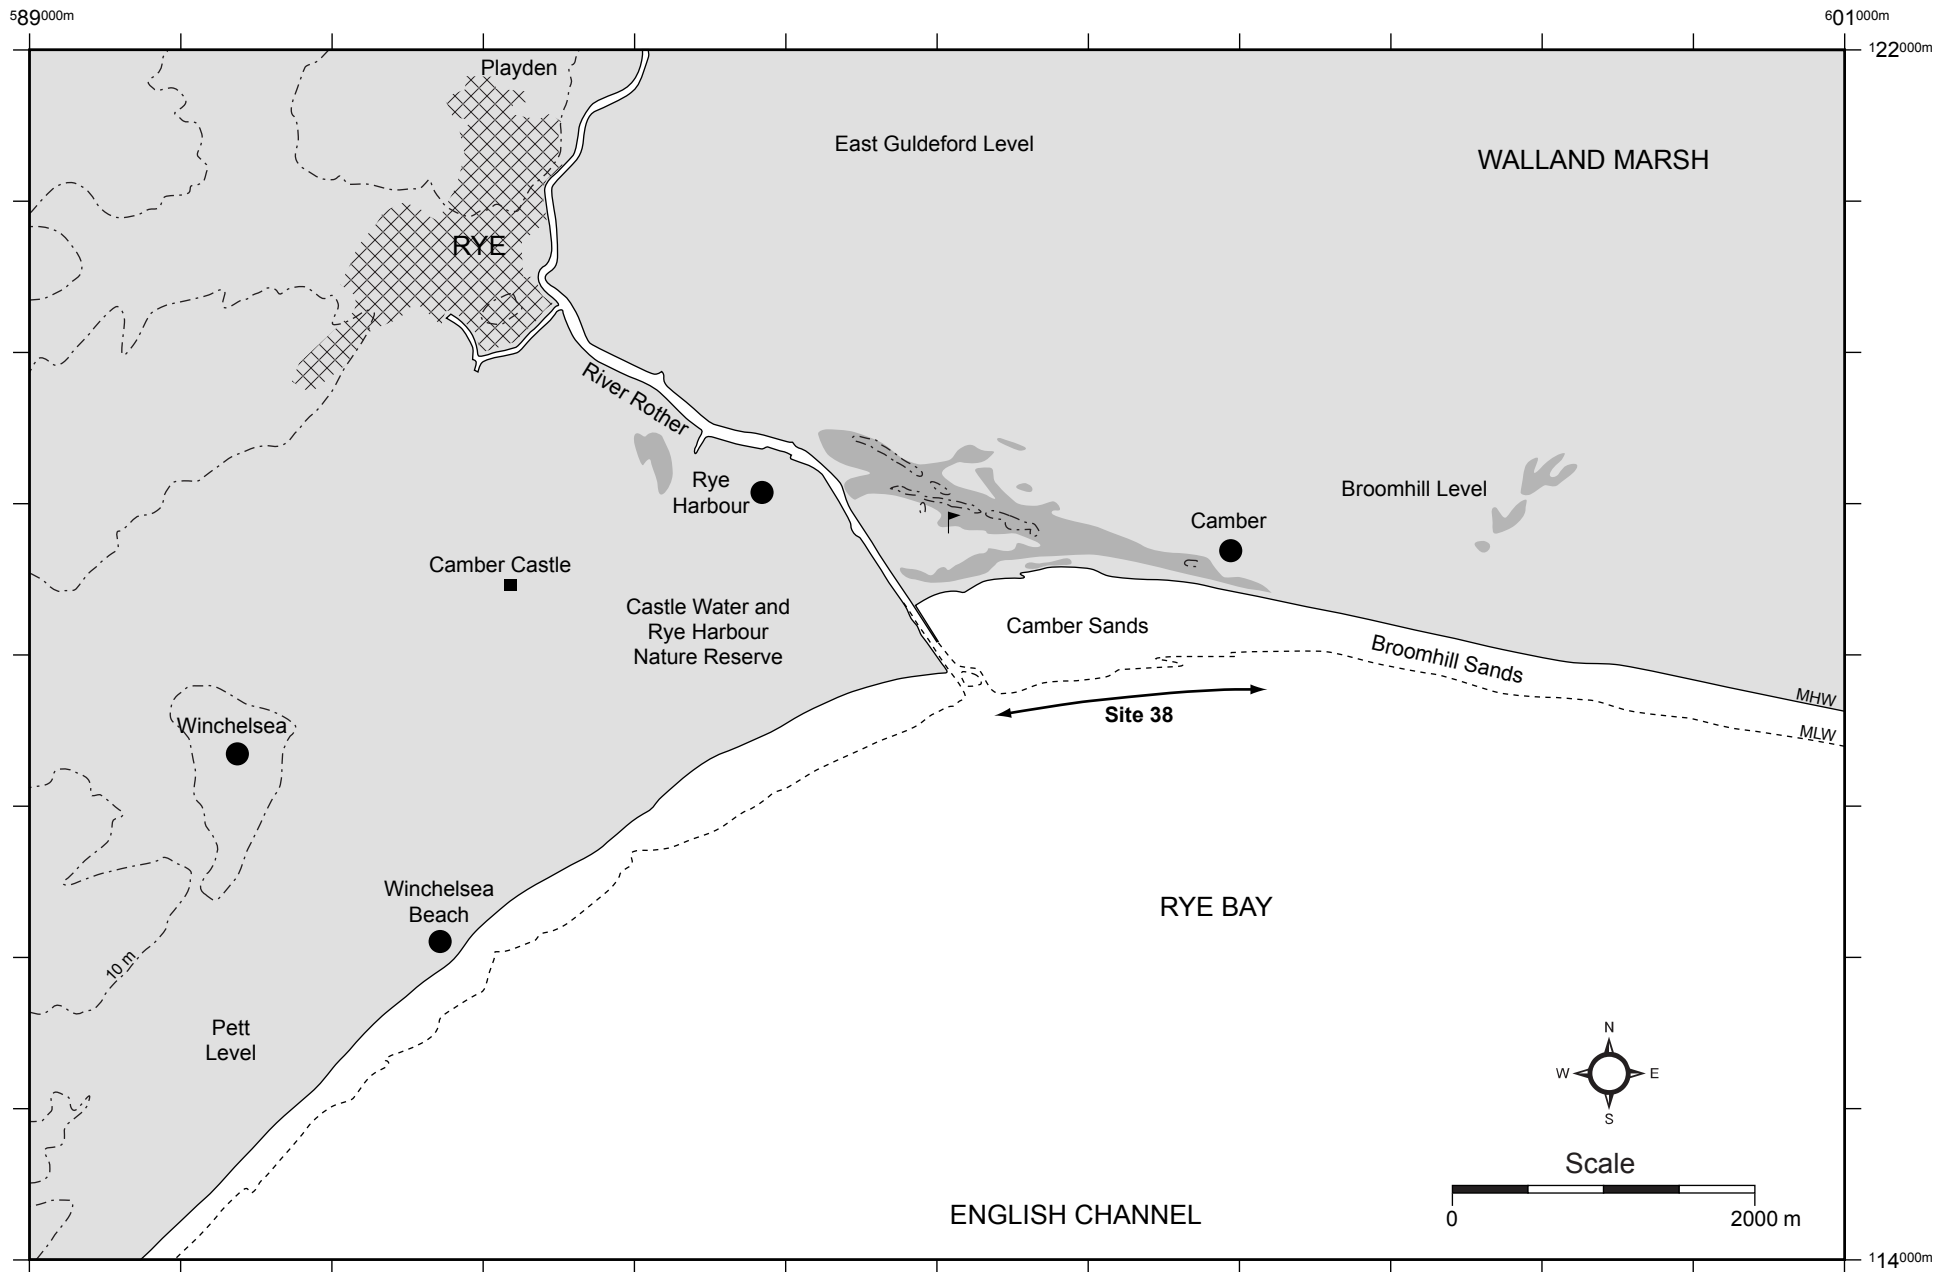 589000m
601000m
122000m
Playden
East Guldeford Level
WALLAND MARSH
RYE
River Rother
Rye
Harbour
Broomhill Level
Camber
Camber Castle
Castle Water and
Rye Harbour
Nature Reserve
Camber Sands
Broomhill Sands
MHW
MLW
Site 38
Winchelsea
Winchelsea
Beach
RYE BAY
10 m
Pett
Level
N
W
E
S
Scale
0
2000 m
ENGLISH CHANNEL
114000m